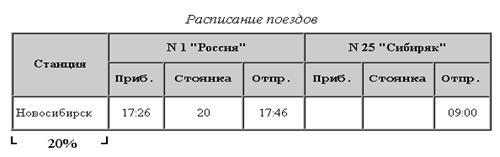 Расписание поездов
Станция N 1 "Россия" N 25 "Сибиряк"
Приб. Стоянка Отпр. Приб. Стоянка Отпр.
Новосибирск 17:26 20 17:46 09:00
20%